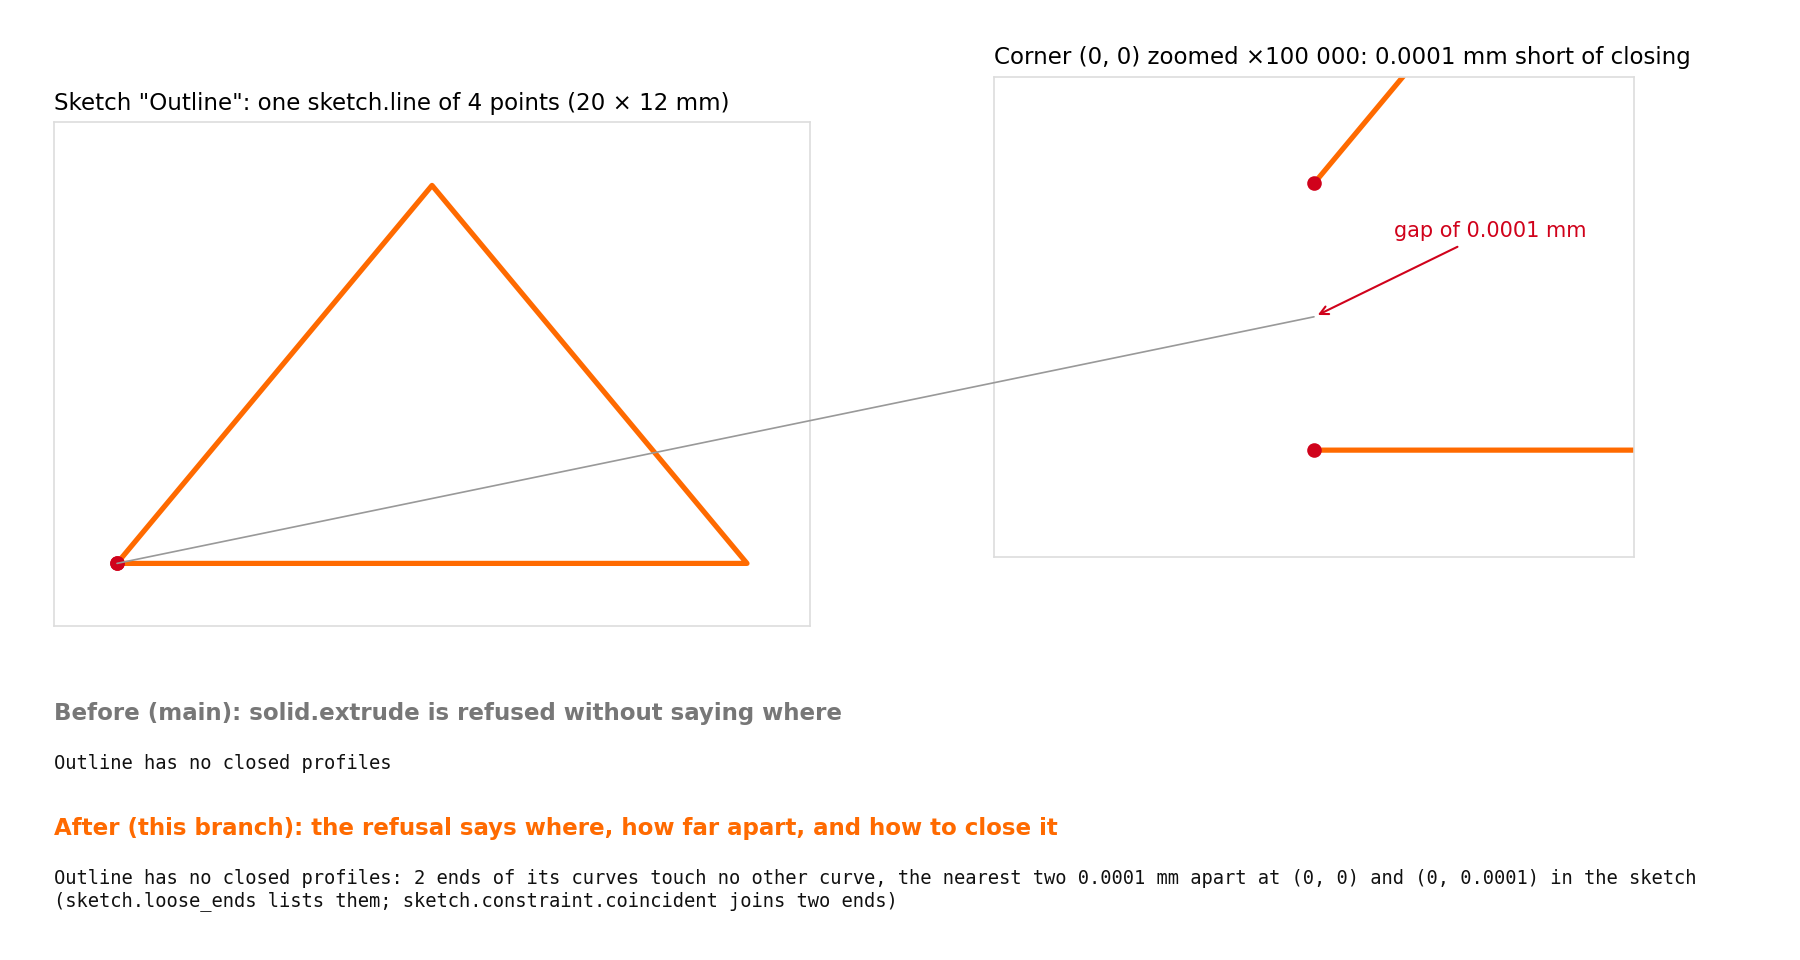 Corner (0, 0) zoomed ×100 000: 0.0001 mm short of closing
Sketch "Outline": one sketch.line of 4 points (20 × 12 mm)
gap of 0.0001 mm
Before (main): solid.extrude is refused without saying where
Outline has no closed profiles
After (this branch): the refusal says where, how far apart, and how to close it
Outline has no closed profiles: 2 ends of its curves touch no other curve, the nearest two 0.0001 mm apart at (0, 0) and (0, 0.0001) in the sketch
(sketch.loose_ends lists them; sketch.constraint.coincident joins two ends)